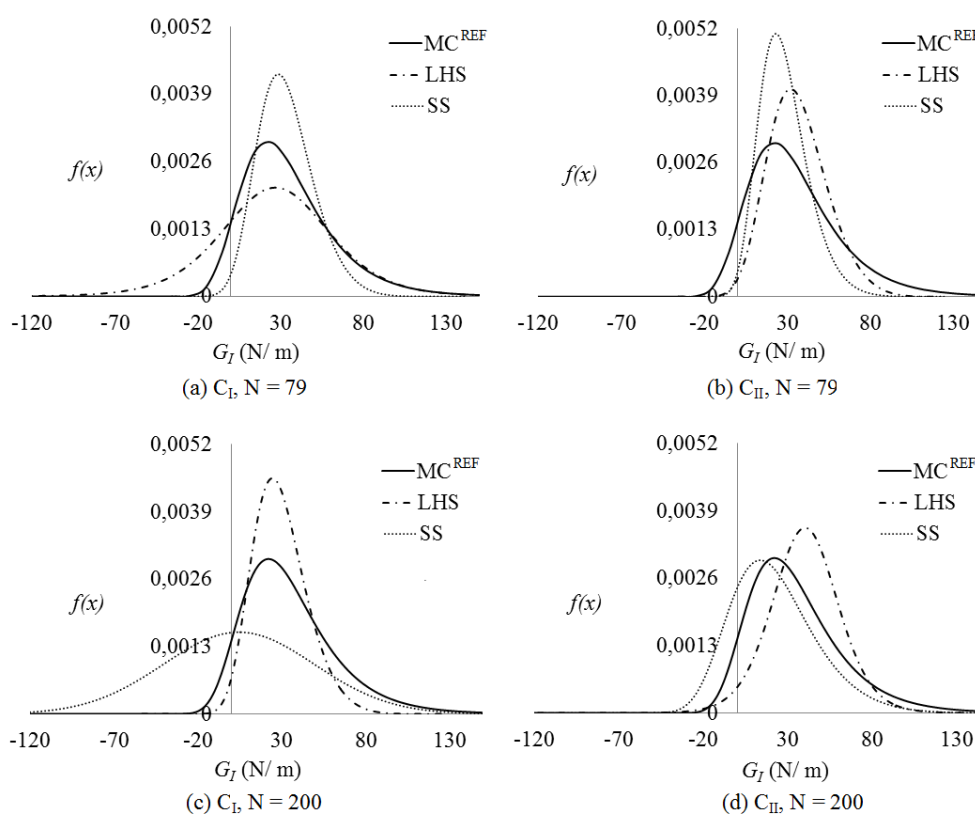 0,0052
MC^REF
LHS
SS
0,0039
f(x)
0,0026
0,0013
0
-120 -70 -20 30 80 130
G_I (N/ m)
(a) C_I, N = 79
0,0052
MC^REF
LHS
SS
0,0039
f(x)
0,0026
0,0013
0
-120 -70 -20 30 80 130
G_I (N/ m)
(b) C_II, N = 79
0,0052
MC^REF
LHS
SS
0,0039
f(x)
0,0026
0,0013
0
-120 -70 -20 30 80 130
G_I (N/ m)
(c) C_I, N = 200
0,0052
MC^REF
LHS
SS
0,0039
f(x)
0,0026
0,0013
0
-120 -70 -20 30 80 130
G_I (N/ m)
(d) C_II, N = 200